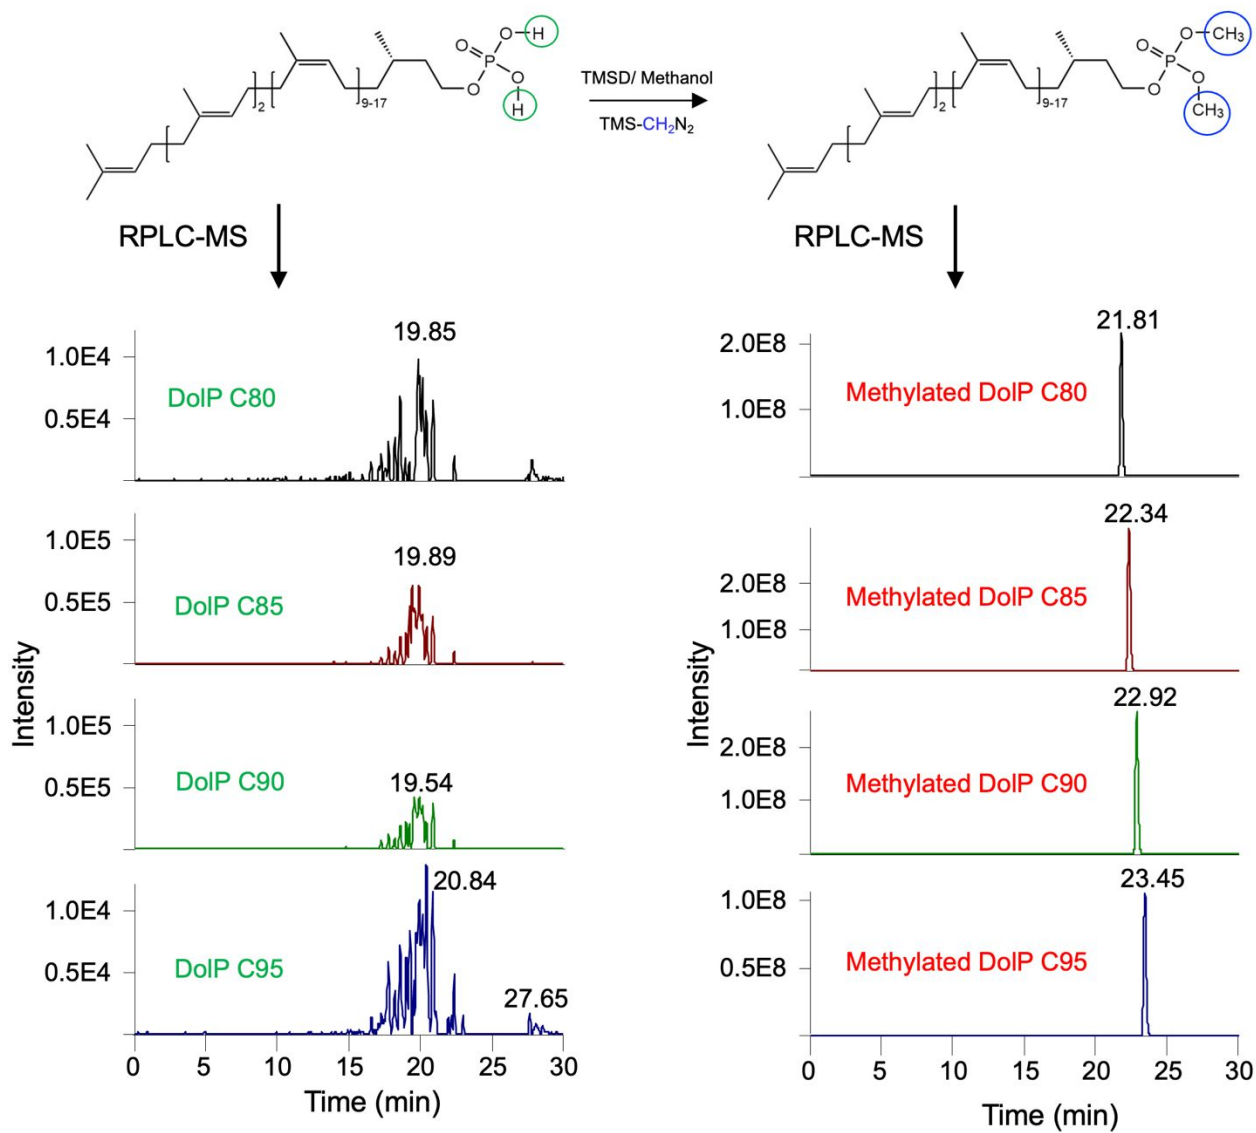 O
O-H
P
O
O
H
2
9-17
TMSD/ Methanol
TMS-CH₂N₂
O
O-CH₃
P
O
O
CH₃
2
9-17
RPLC-MS
RPLC-MS
19.85
1.0E4
0.5E4
DolP C80
19.89
1.0E5
0.5E5
DolP C85
1.0E5
0.5E5
DolP C90
19.54
1.0E4
0.5E4
DolP C95
20.84
27.65
Intensity
0 5 10 15 20 25 30
Time (min)
21.81
2.0E8
1.0E8
Methylated DolP C80
22.34
2.0E8
1.0E8
Methylated DolP C85
22.92
2.0E8
1.0E8
Methylated DolP C90
23.45
1.0E8
0.5E8
Methylated DolP C95
Intensity
0 5 10 15 20 25 30
Time (min)